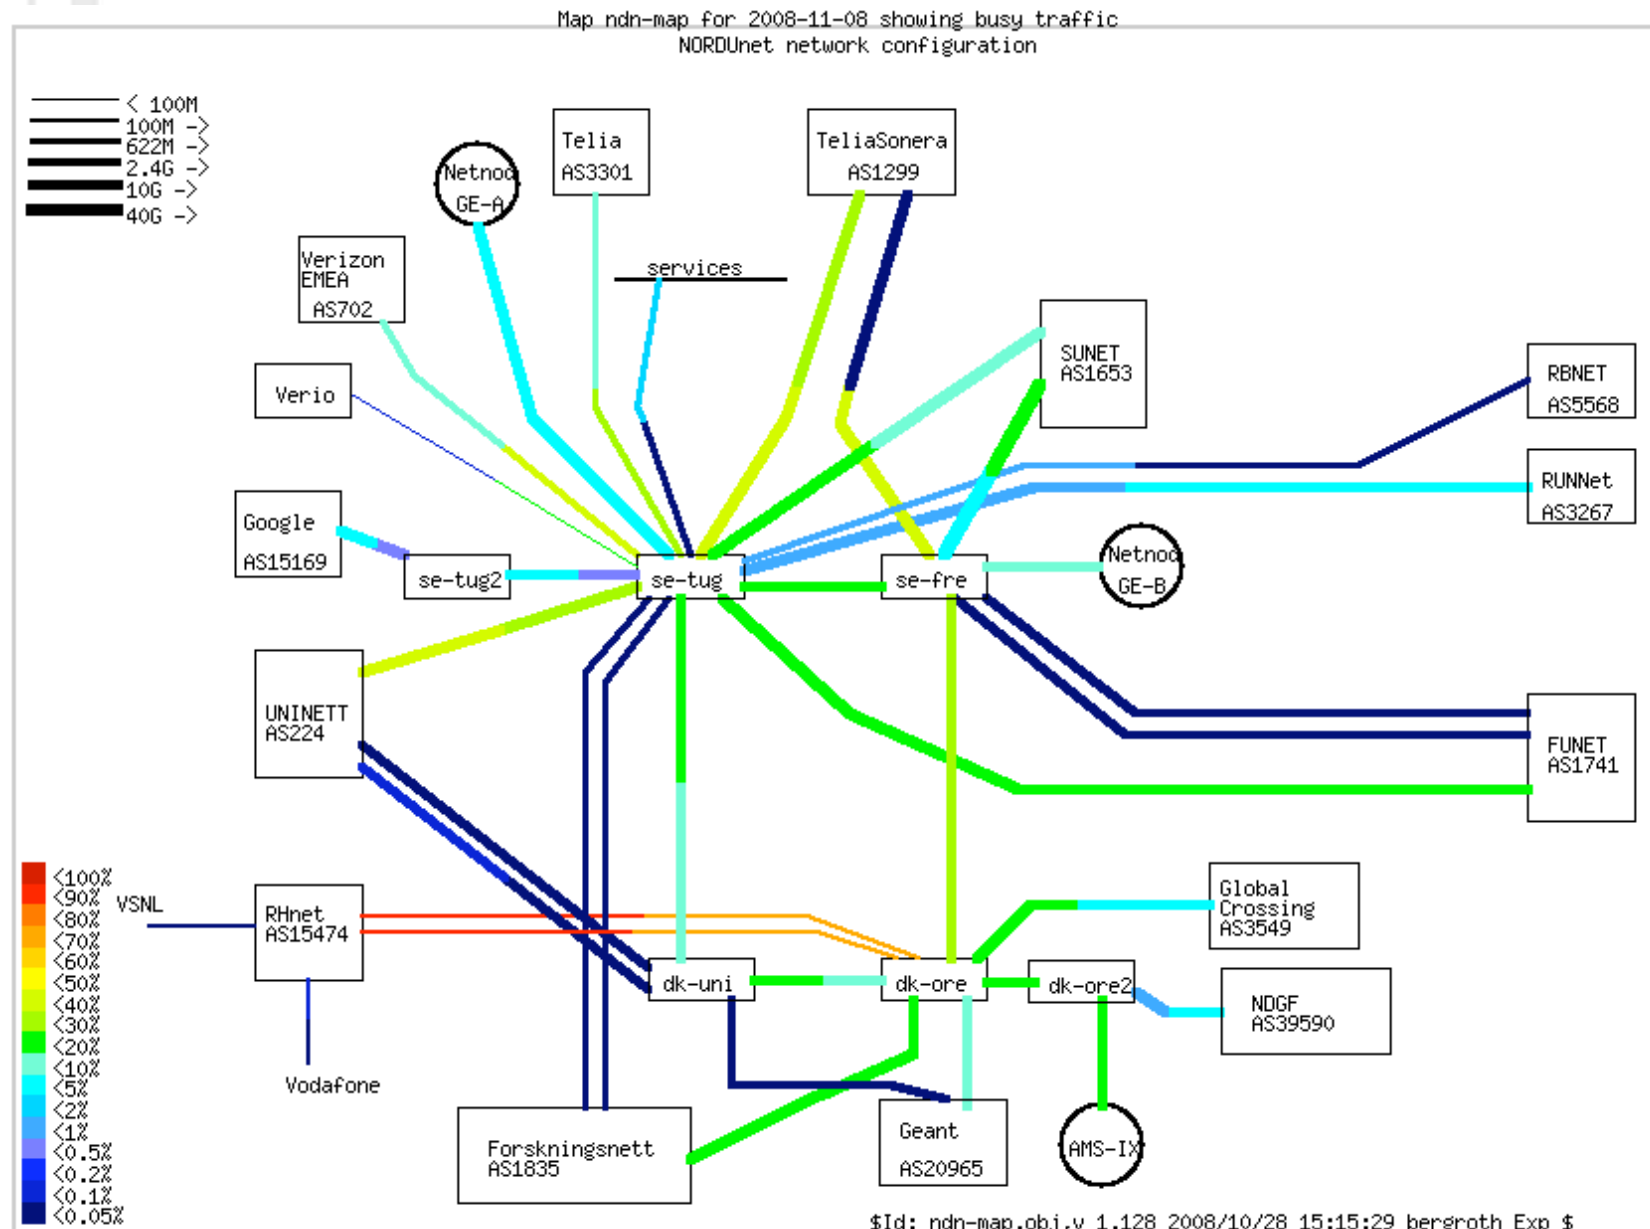 Map ndn-map for 2008-11-08 showing busy traffic
NORDUnet network configuration
< 100M
100M ->
622M ->
2.4G ->
10G ->
40G ->
Netnod
GE-A
Telia
AS3301
TeliaSonera
AS1299
Verizon
EMEA
AS702
services
Verio
SUNET
AS1653
RBNET
AS5568
RUNNet
AS3267
Google
AS15169
se-tug2
se-tug
se-fre
Netnod
GE-B
UNINETT
AS224
FUNET
AS1741
<100%
<90%
<80%
<70%
<60%
<50%
<40%
<30%
<20%
<10%
<5%
<2%
<1%
<0.5%
<0.2%
<0.1%
<0.05%
VSNL
RHnet
AS15474
Vodafone
Global
Crossing
AS3549
dk-uni
dk-ore
dk-ore2
NDGF
AS39590
Forskningsnett
AS1835
Geant
AS20965
AMS-IX
$Id: ndn-map.obj,v 1.128 2008/10/28 15:15:29 bergroth Exp $